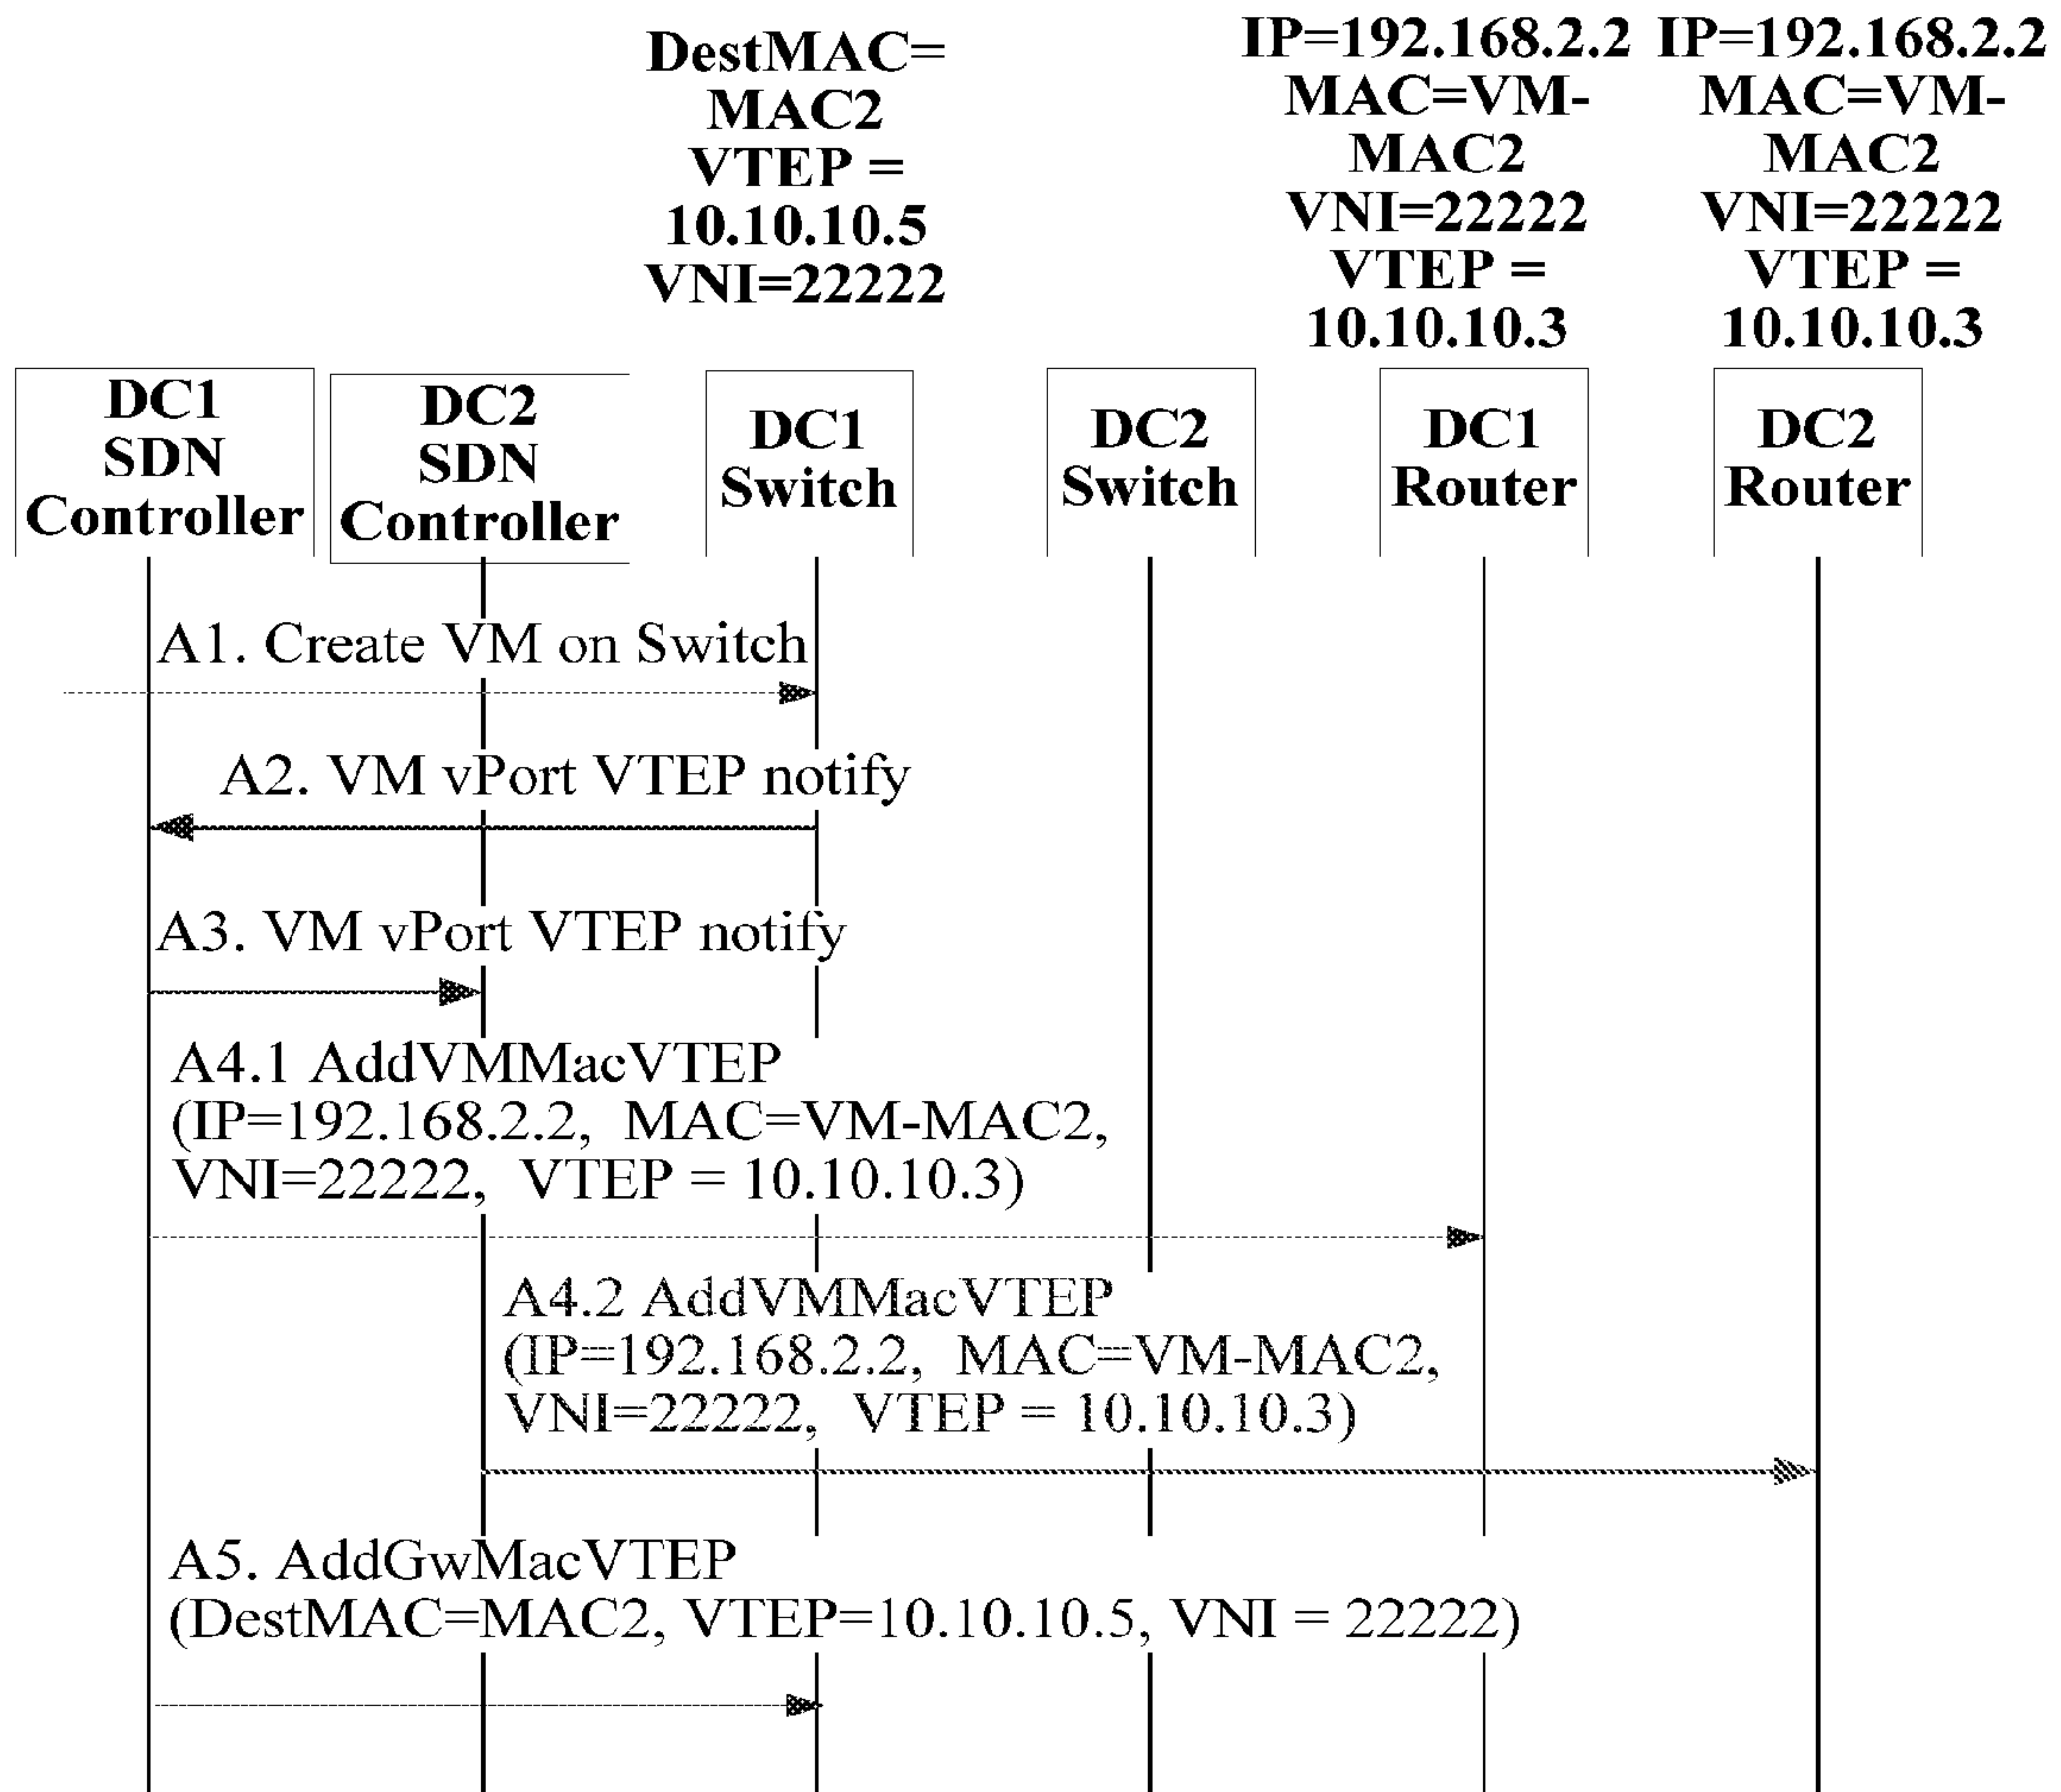 DestMAC=
MAC2
VTEP =
10.10.10.5
VNI=22222
IP=192.168.2.2
MAC=VM-
MAC2
VNI=22222
VTEP =
10.10.10.3
IP=192.168.2.2
MAC=VM-
MAC2
VNI=22222
VTEP =
10.10.10.3
DC1
SDN
Controller
DC2
SDN
Controller
DC1
Switch
DC2
Switch
DC1
Router
DC2
Router
A1. Create VM on Switch
A2. VM vPort VTEP notify
A3. VM vPort VTEP notify
A4.1 AddVMMacVTEP
(IP=192.168.2.2, MAC=VM-MAC2,
VNI=22222, VTEP = 10.10.10.3)
A4.2 AddVMMacVTEP
(IP=192.168.2.2, MAC=VM-MAC2,
VNI=22222, VTEP = 10.10.10.3)
A5. AddGwMacVTEP
(DestMAC=MAC2, VTEP=10.10.10.5, VNI = 22222)